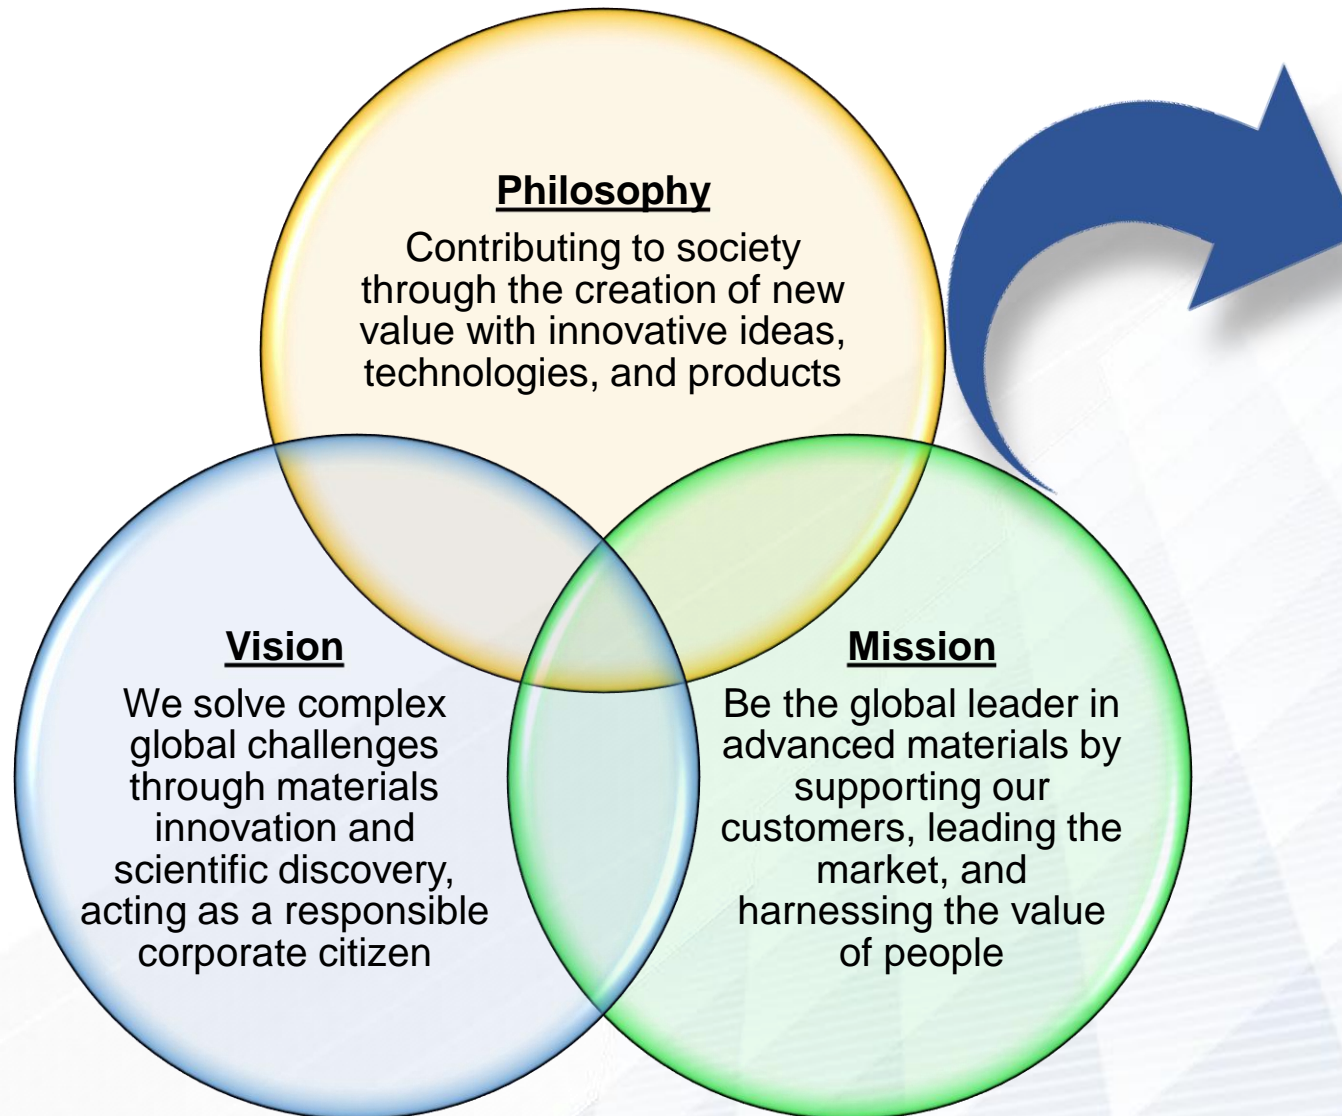 Philosophy
Contributing to society
through the creation of new
value with innovative ideas,
technologies, and products
Vision
We solve complex
global challenges
through materials
innovation and
scientific discovery,
acting as a responsible
corporate citizen
Mission
Be the global leader in
advanced materials by
supporting our
customers, leading the
market, and
harnessing the value
of people